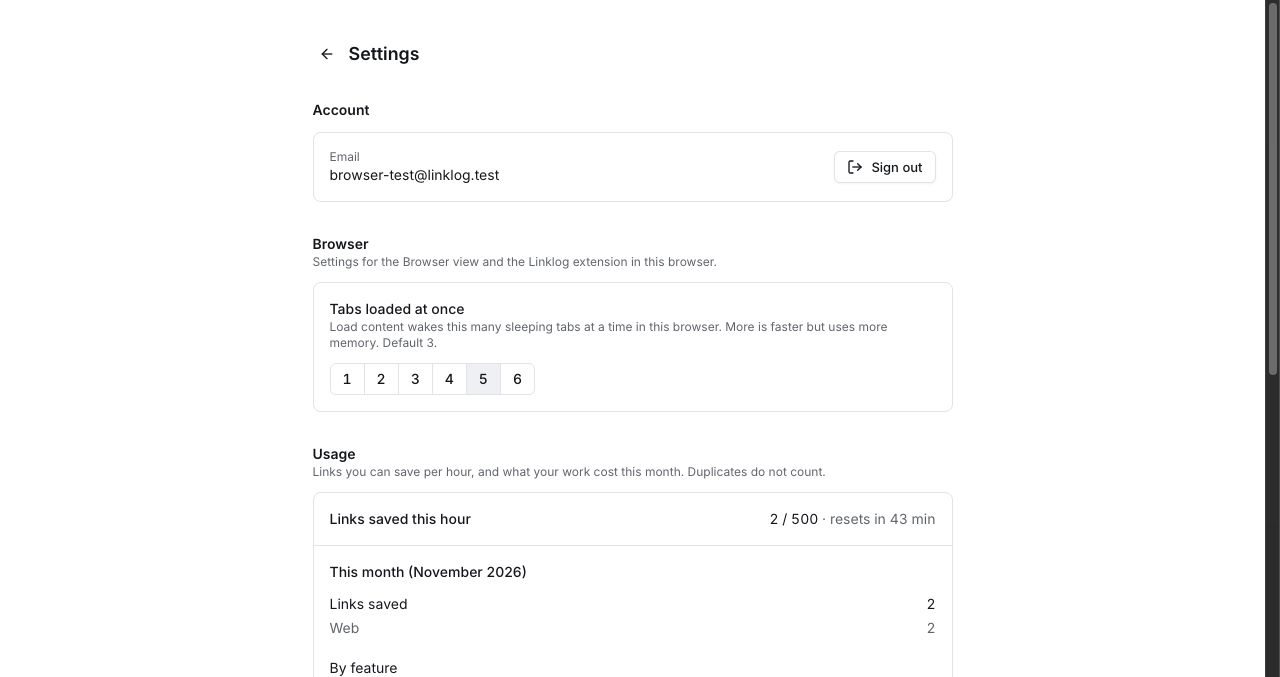 Settings
Account
Email
browser-test@linklog.test
Sign out
Browser
Settings for the Browser view and the Linklog extension in this browser.
Tabs loaded at once
Load content wakes this many sleeping tabs at a time in this browser. More is faster but uses more
memory. Default 3.
1 2 3 4 5 6
Usage
Links you can save per hour, and what your work cost this month. Duplicates do not count.
Links saved this hour 2 / 500 · resets in 43 min
This month (November 2026)
Links saved 2
Web 2
By feature